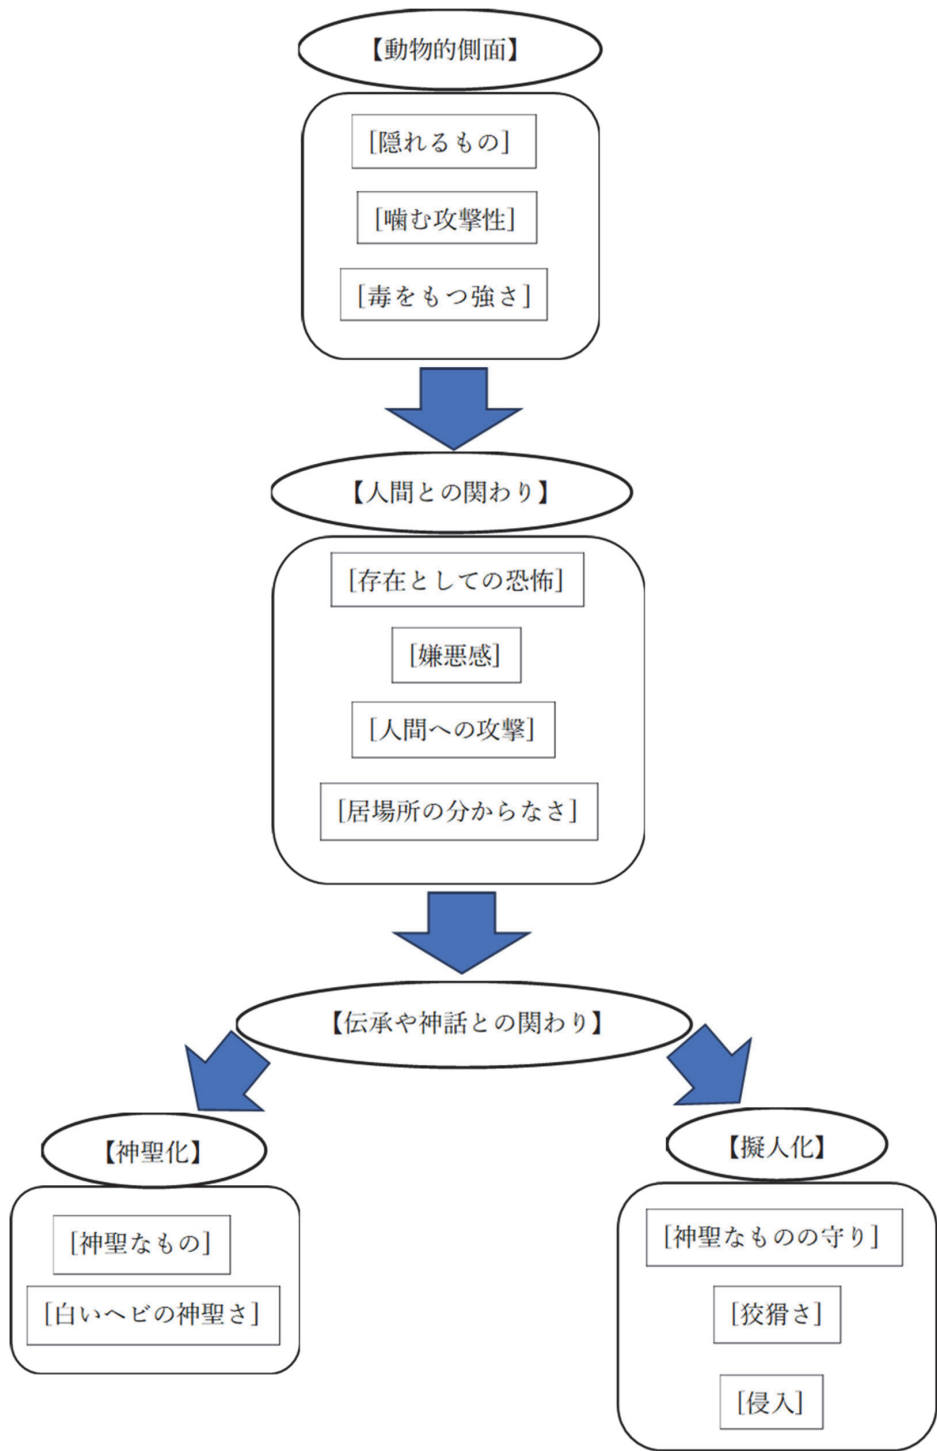 【動物的側面】
[隠れるもの]
[噛む攻撃性]
[毒をもつ強さ]
【人間との関わり】
[存在としての恐怖]
[嫌悪感]
[人間への攻撃]
[居場所の分からなさ]
【伝承や神話との関わり】
【神聖化】
[神聖なもの]
[白いヘビの神聖さ]
【擬人化】
[神聖なものの守り]
[狡猾さ]
[侵入]